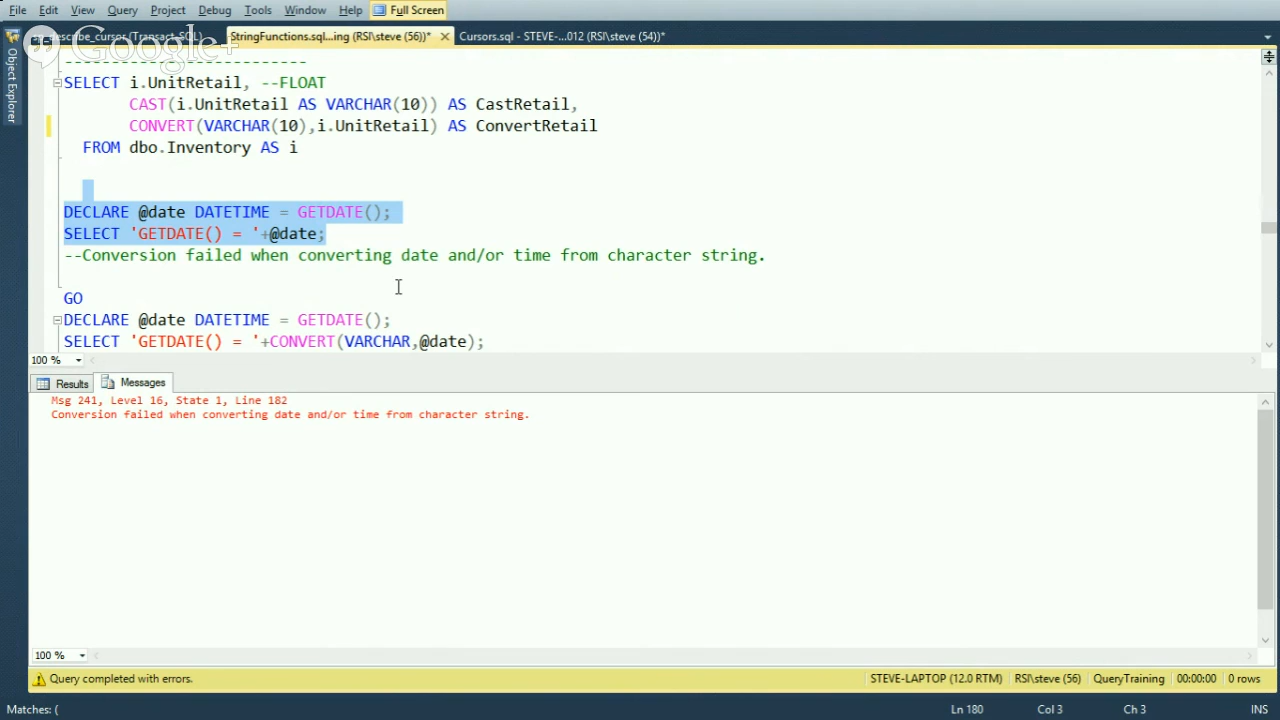 File Edit View Query Project Debug Tools Window Help Full Screen
sp_describe_cursor (Transact-SQL) StringFunctions.sql...ing (RSI\steve (56))* Cursors.sql - STEVE-...012 (RSI\steve (54))*
Google+
Object Explorer
--------------------------
SELECT i.UnitRetail, --FLOAT
CAST(i.UnitRetail AS VARCHAR(10)) AS CastRetail,
CONVERT(VARCHAR(10),i.UnitRetail) AS ConvertRetail
FROM dbo.Inventory AS i
DECLARE @date DATETIME = GETDATE();
SELECT 'GETDATE() = '+@date;
--Conversion failed when converting date and/or time from character string.
GO
DECLARE @date DATETIME = GETDATE();
SELECT 'GETDATE() = '+CONVERT(VARCHAR,@date);
100 %
Results Messages
Msg 241, Level 16, State 1, Line 182
Conversion failed when converting date and/or time from character string.
100 %
Query completed with errors. STEVE-LAPTOP (12.0 RTM) RSI\steve (56) QueryTraining 00:00:00 0 rows
Matches: ( Ln 180 Col 3 Ch 3 INS